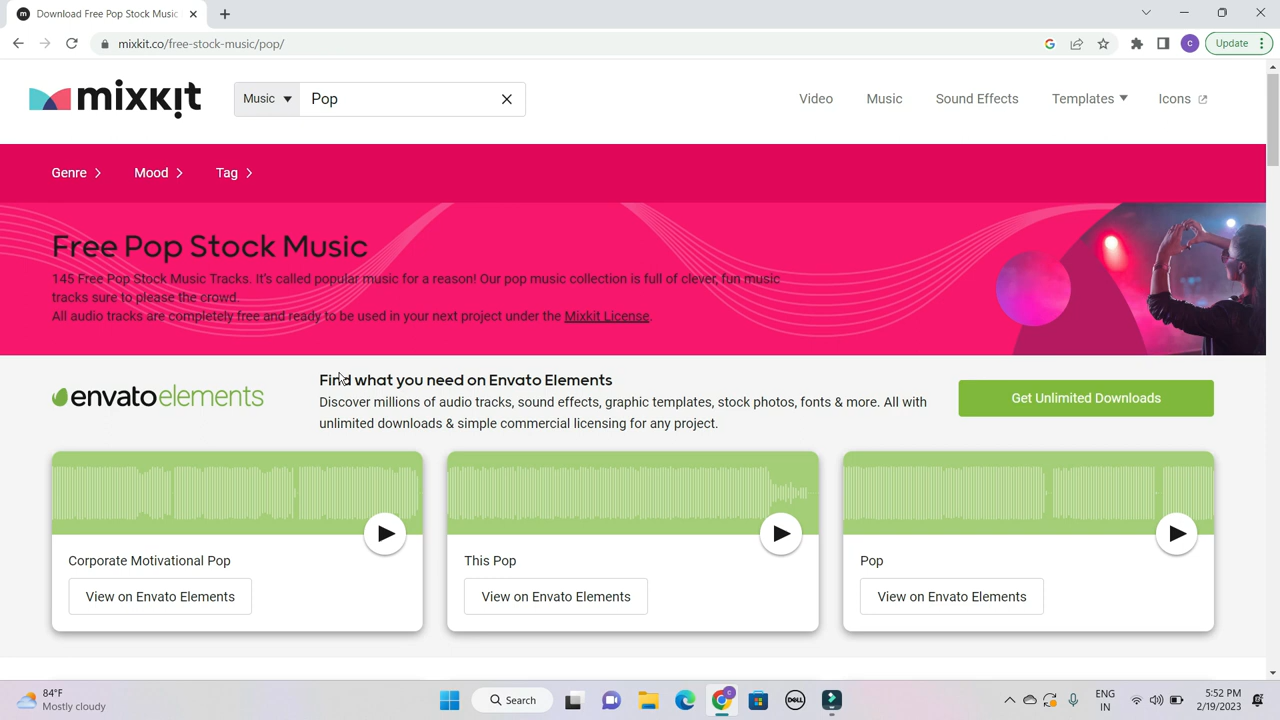 Download Free Pop Stock Music
mixkit.co/free-stock-music/pop/
Update
mixkit
Music
Pop
Video
Music
Sound Effects
Templates
Icons
Genre
Mood
Tag
Free Pop Stock Music
145 Free Pop Stock Music Tracks. It's called popular music for a reason! Our pop music collection is full of clever, fun music
tracks sure to please the crowd.
All audio tracks are completely free and ready to be used in your next project under the Mixkit License.
envatoelements
Find what you need on Envato Elements
Discover millions of audio tracks, sound effects, graphic templates, stock photos, fonts & more. All with
unlimited downloads & simple commercial licensing for any project.
Get Unlimited Downloads
Corporate Motivational Pop
View on Envato Elements
This Pop
View on Envato Elements
Pop
View on Envato Elements
84°F
Mostly cloudy
Search
DELL
ENG
IN
5:52 PM
2/19/2023